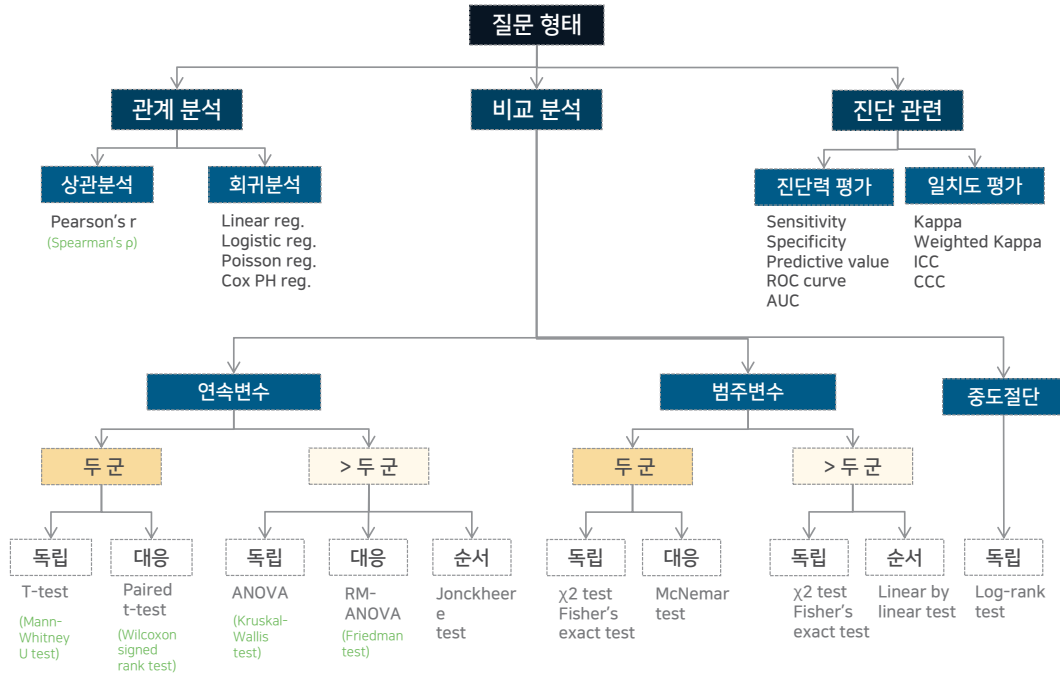 질문 형태
관계 분석
비교 분석
진단 관련
상관분석
회귀분석
진단력 평가
일치도 평가
Pearson's r
(Spearman's ρ)
Linear reg.
Logistic reg.
Poisson reg.
Cox PH reg.
Sensitivity
Specificity
Predictive value
ROC curve
AUC
Kappa
Weighted Kappa
ICC
CCC
연속변수
범주변수
중도절단
두 군
> 두 군
두 군
> 두 군
독립
대응
독립
대응
순서
독립
대응
독립
순서
독립
T-test
(Mann-
Whitney
U test)
Paired
t-test
(Wilcoxon
signed
rank test)
ANOVA
(Kruskal-
Wallis
test)
RM-
ANOVA
(Friedman
test)
Jonckheer
e
test
χ2 test
Fisher's
exact test
McNemar
test
χ2 test
Fisher's
exact test
Linear by
linear test
Log-rank
test